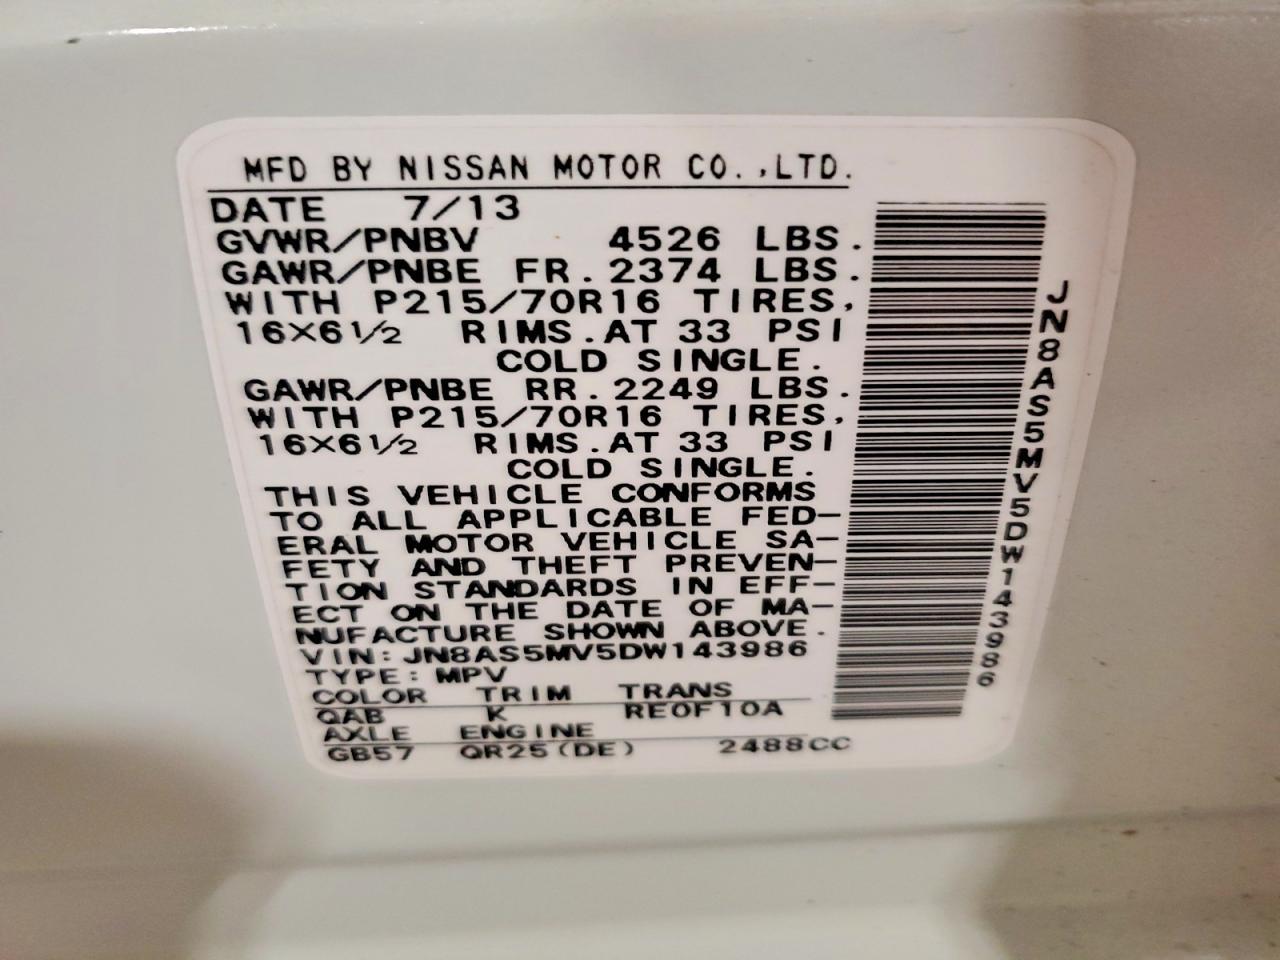 MFD BY NISSAN MOTOR CO.,LTD.
DATE 7/13
GVWR/PNBV 4526 LBS.
GAWR/PNBE FR.2374 LBS.
WITH P215/70R16 TIRES,
16X6 1/2 RIMS.AT 33 PSI
COLD SINGLE.
GAWR/PNBE RR.2249 LBS.
WITH P215/70R16 TIRES,
16X6 1/2 RIMS.AT 33 PSI
COLD SINGLE.
THIS VEHICLE CONFORMS
TO ALL APPLICABLE FED-
ERAL MOTOR VEHICLE SA-
FETY AND THEFT PREVEN-
TION STANDARDS IN EFF-
ECT ON THE DATE OF MA-
NUFACTURE SHOWN ABOVE.
VIN:JN8AS5MV5DW143986
TYPE:MPV
COLOR TRIM TRANS
QAB K RE0F10A
AXLE ENGINE
GB57 QR25(DE) 2488CC
JN8AS5MV5DW143986